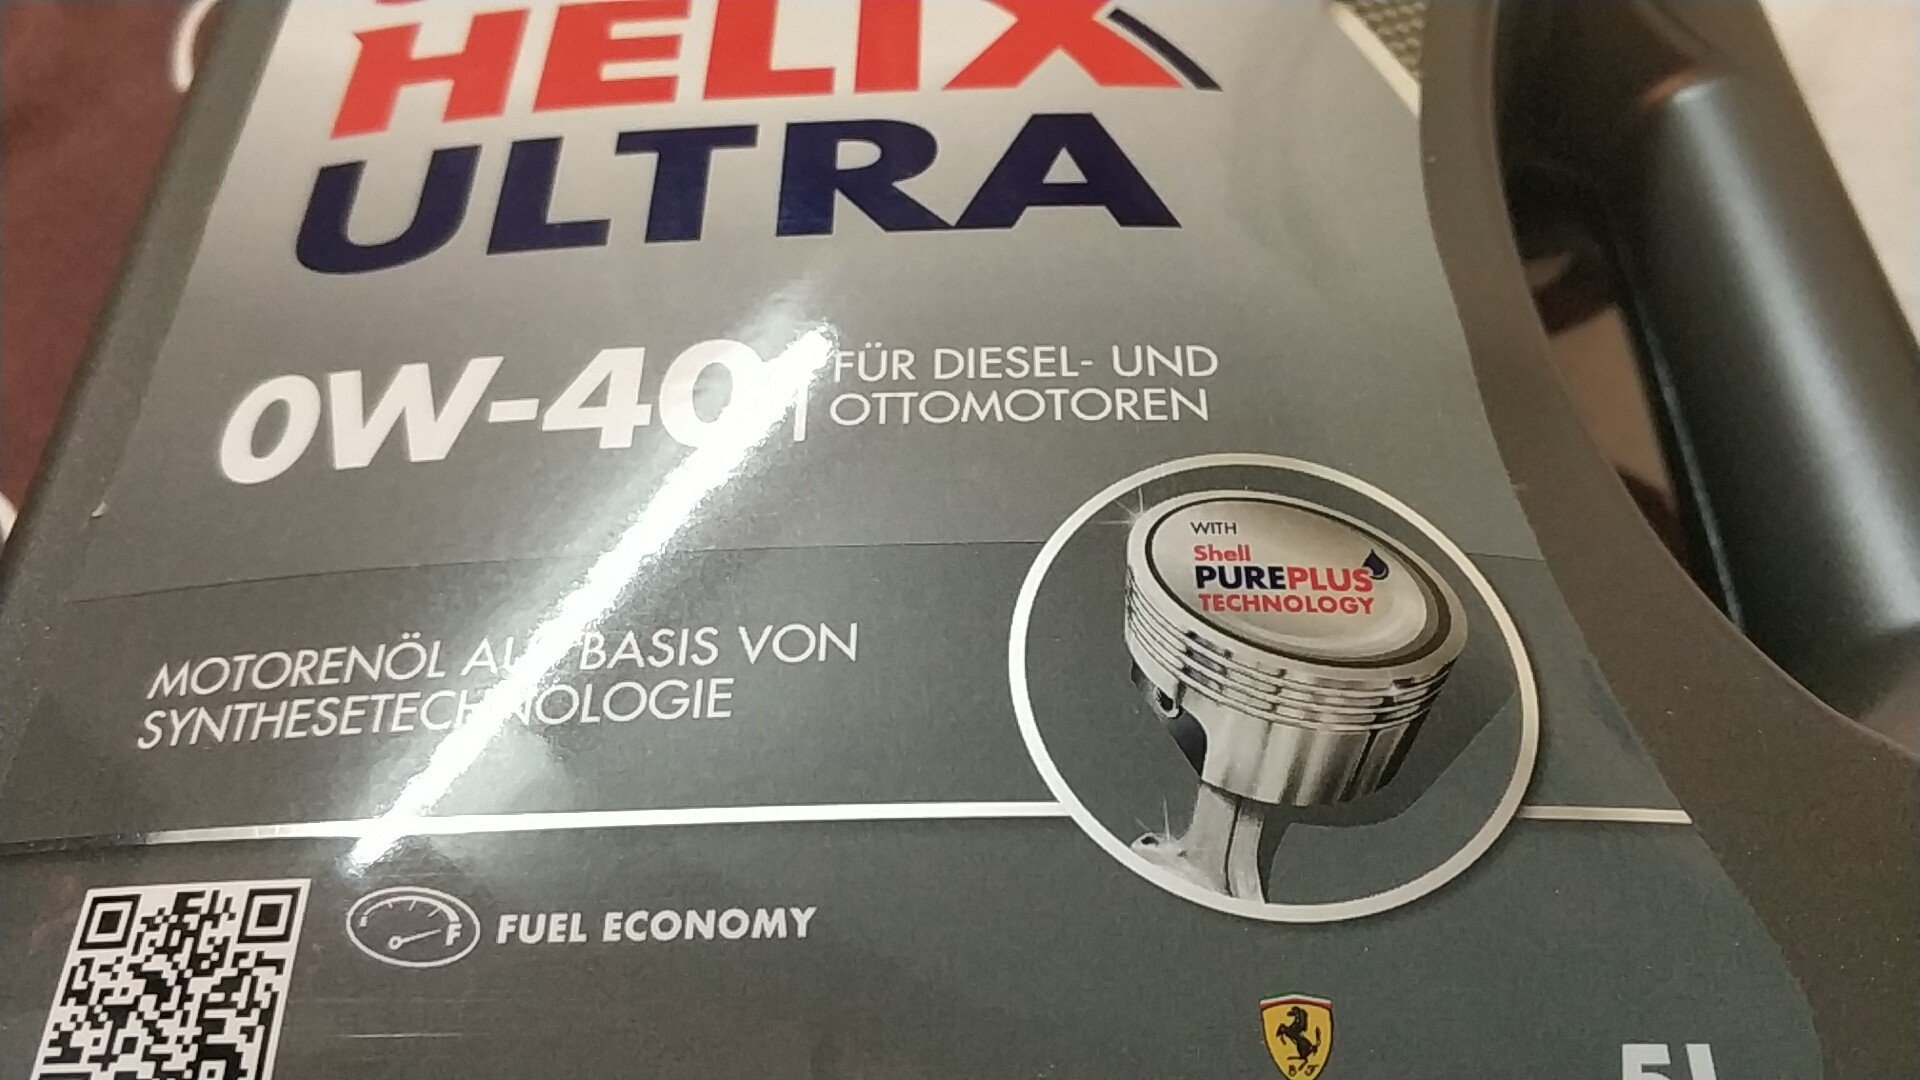 HELIX
ULTRA
0W-40
FÜR DIESEL- UND
OTTOMOTOREN
WITH
Shell
PUREPLUS
TECHNOLOGY
MOTORENÖL AUF BASIS VON
SYNTHESETECHNOLOGIE
E F
FUEL ECONOMY
5L